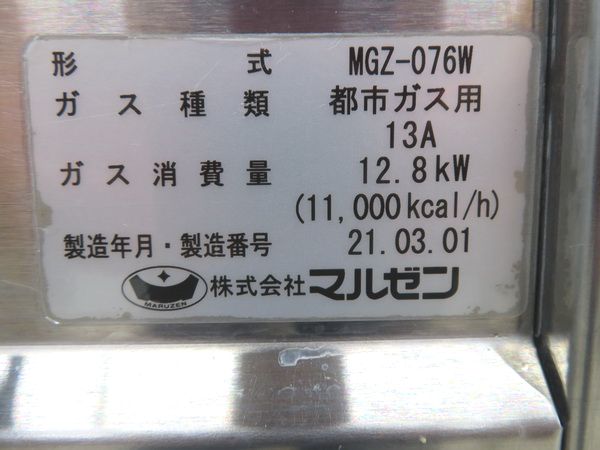 形式 MGZ-076W
ガス種類 都市ガス用
13A
ガス消費量 12.8kW
(11,000kcal/h)
製造年月・製造番号 21.03.01
MARUZEN 株式会社マルゼン